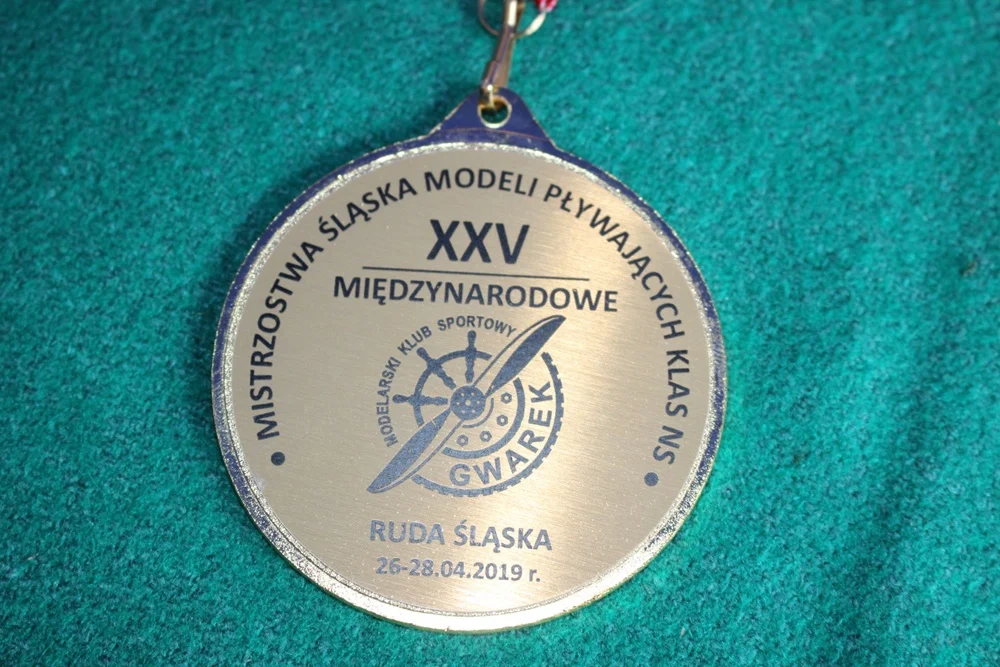 MISTRZOSTWA ŚLĄSKA MODELI PŁYWAJĄCYCH KLAS NS
XXV
MIĘDZYNARODOWE
MODELARSKI KLUB SPORTOWY
GWAREK
RUDA ŚLĄSKA
26-28.04.2019 r.